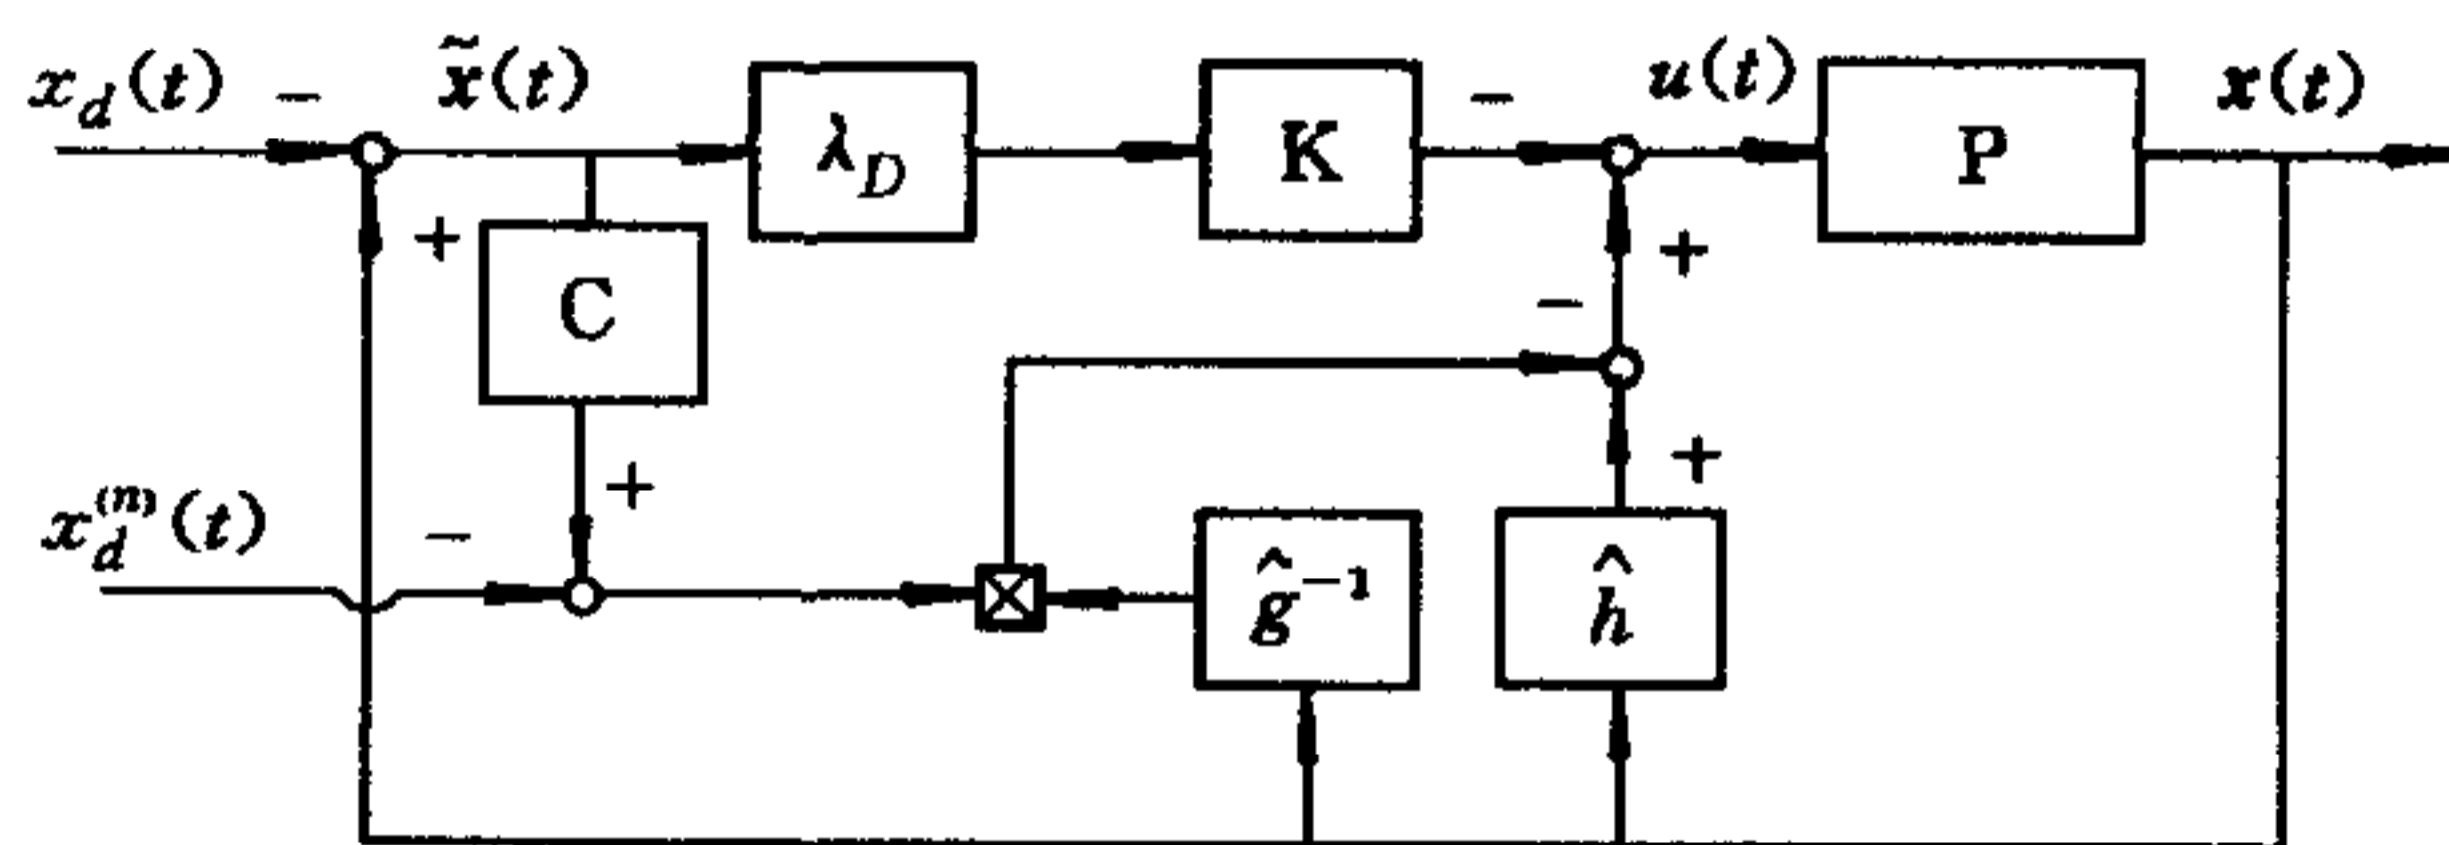 x_d(t) − x̃(t) λ_D K − u(t) P x(t)
+ C − +
x_d^(n)(t) − + ĝ⁻¹ ĥ +